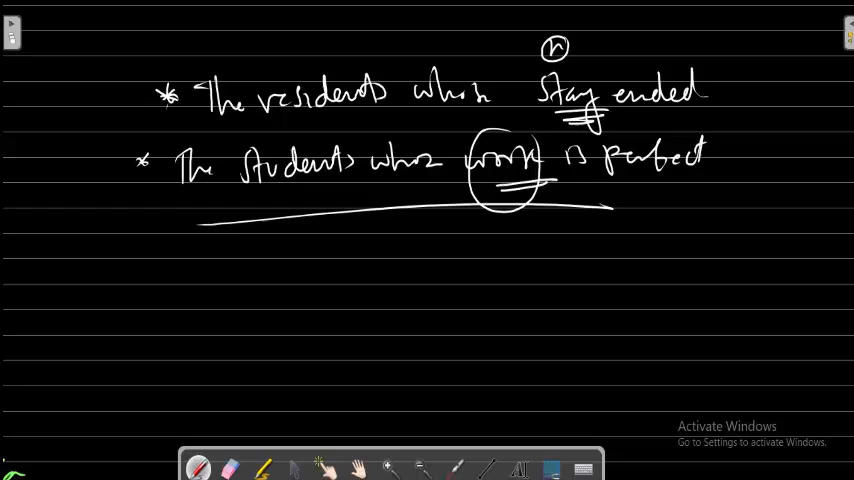 n
* The residents whose stay ended
* The students whose work is perfect
Activate Windows
Go to Settings to activate Windows.